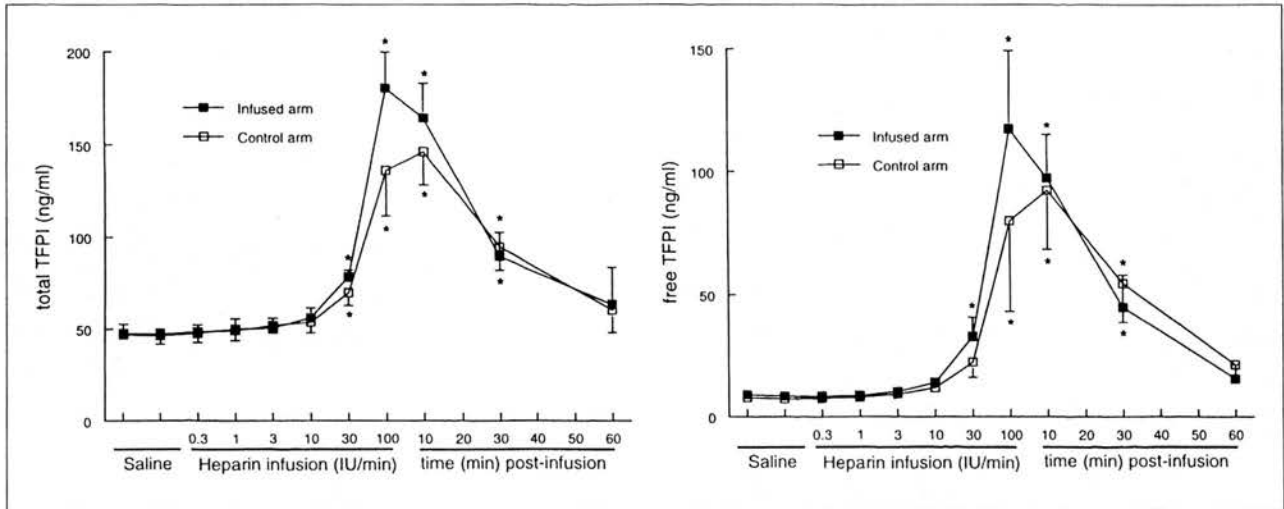 200
150
100
50
0
total TFPI (ng/ml)
Infused arm
Control arm
* * * * * * * *
0.3 1 3 10 30 100 10 20 30 40 50 60
Saline Heparin infusion (IU/min) time (min) post-infusion
150
100
50
0
free TFPI (ng/ml)
Infused arm
Control arm
* * * * * * *
0.3 1 3 10 30 100 10 20 30 40 50 60
Saline Heparin infusion (IU/min) time (min) post-infusion